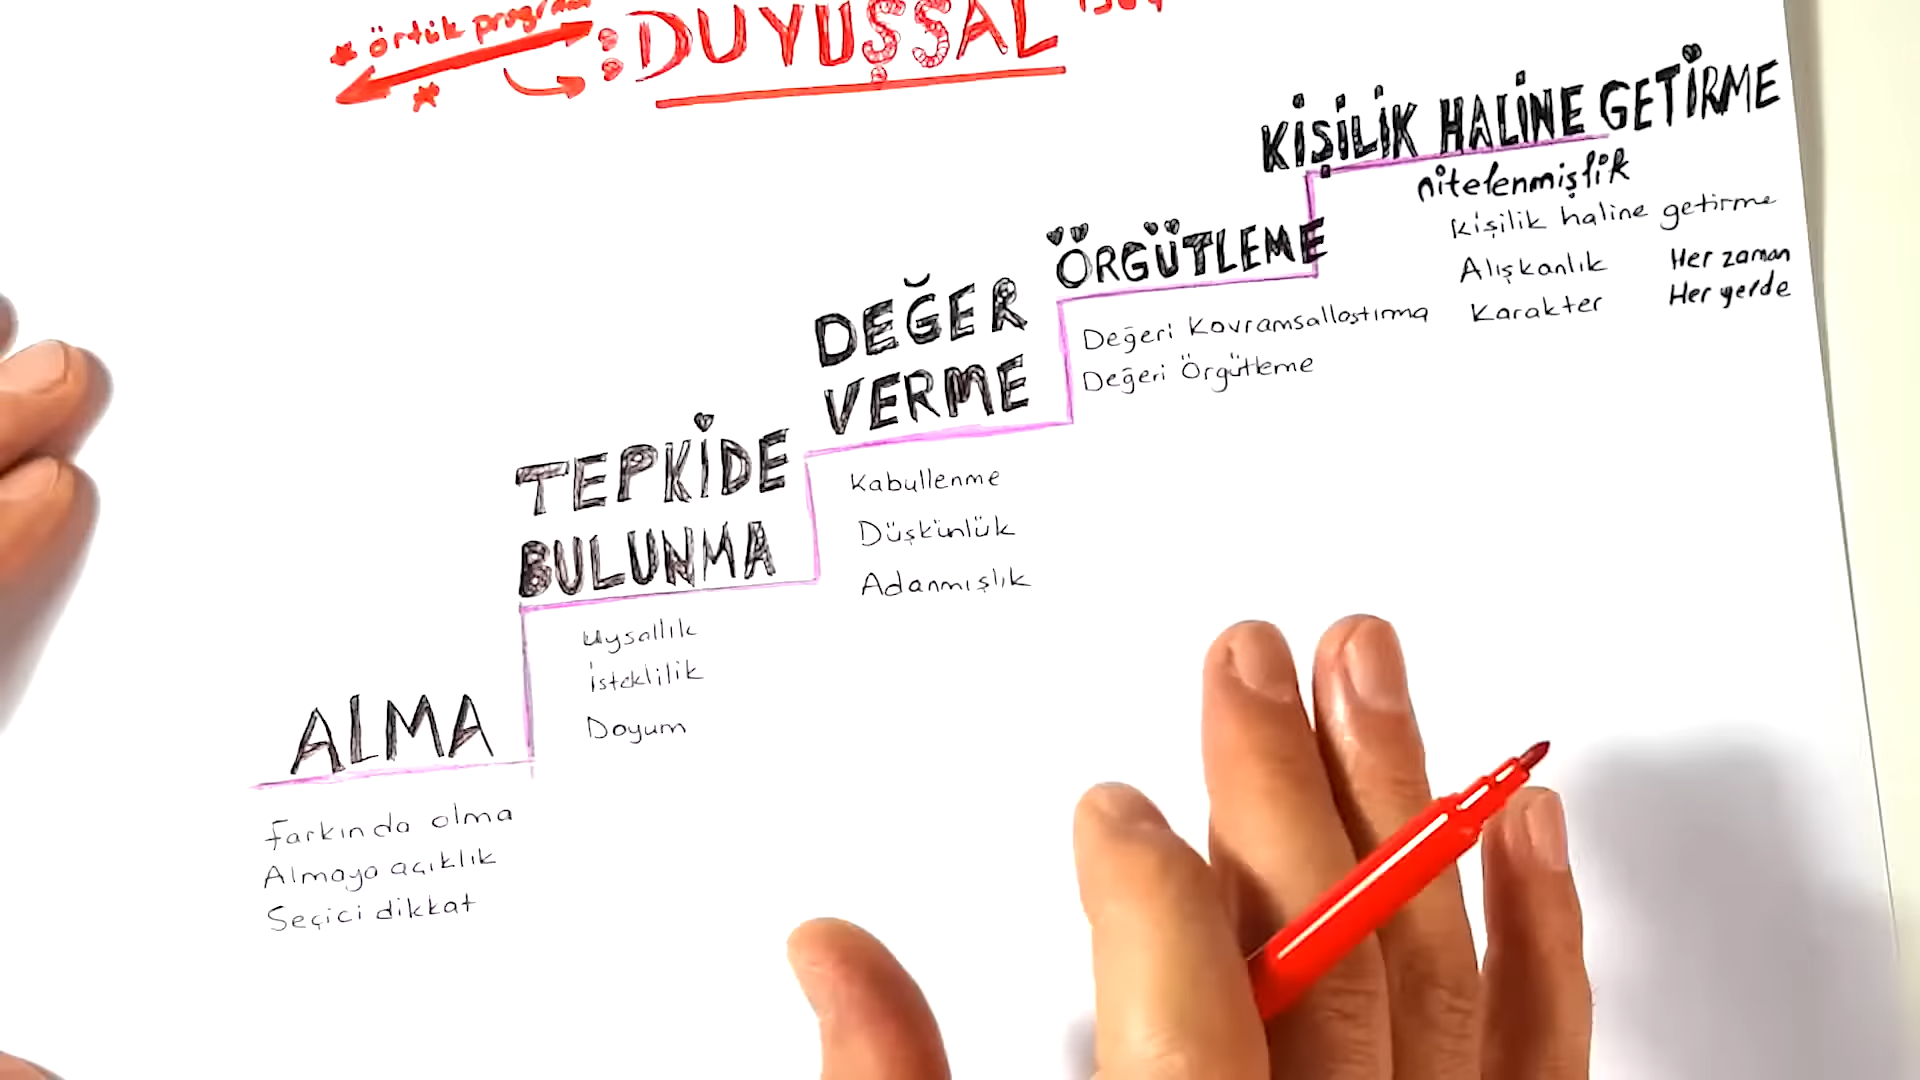 * örtük program
DUYUŞSAL
*
KİŞİLİK HALİNE GETİRME
nitelenmişlik
Kişilik haline getirme
Alışkanlık
Her zaman
Karakter
Her yerde
ÖRGÜTLEME
Değeri Kavramsallaştırma
Değeri Örgütleme
DEĞER
VERME
Kabullenme
Düşkünlük
Adanmışlık
TEPKİDE
BULUNMA
Uysallık
İsteklilik
Doyum
ALMA
Farkında olma
Almaya açıklık
Seçici dikkat